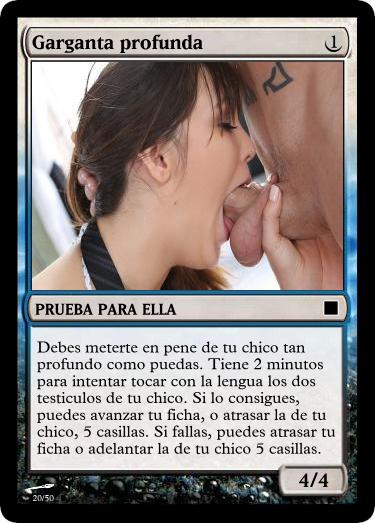 Garganta profunda 1
PRUEBA PARA ELLA
Debes meterte en pene de tu chico tan
profundo como puedas. Tiene 2 minutos
para intentar tocar con la lengua los dos
testiculos de tu chico. Si lo consigues,
puedes avanzar tu ficha, o atrasar la de tu
chico, 5 casillas. Si fallas, puedes atrasar tu
ficha o adelantar la de tu chico 5 casillas.
4/4
20/50